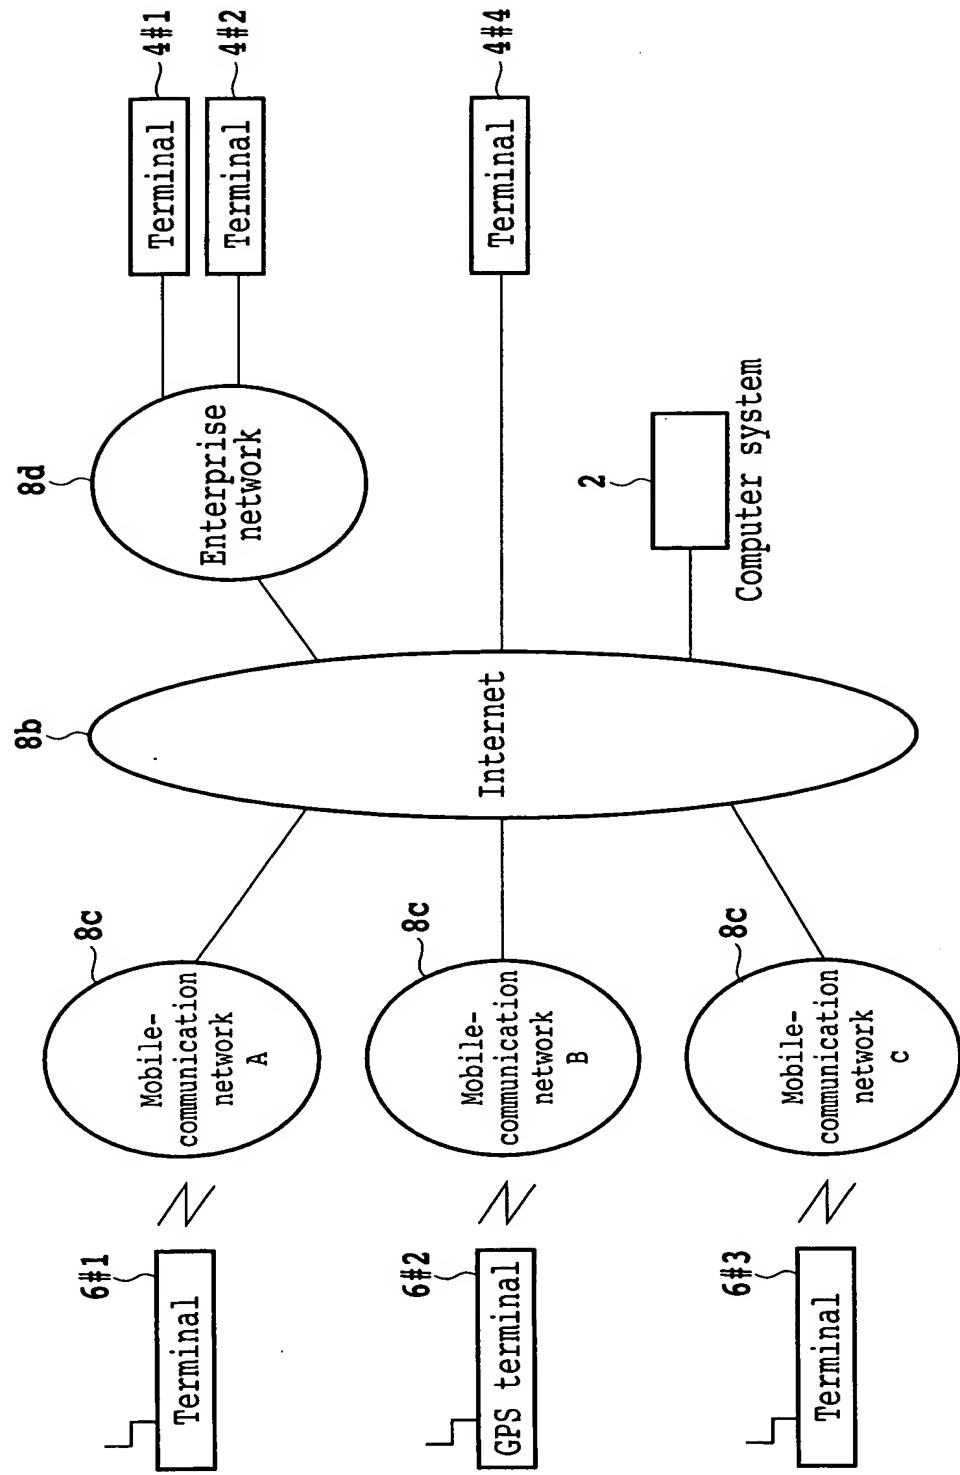 6#1
Terminal
8c
Mobile-
communication
network
A
6#2
GPS terminal
8c
Mobile-
communication
network
B
6#3
Terminal
8c
Mobile-
communication
network
C
8b
Internet
8d
Enterprise
network
Terminal
4#1
Terminal
4#2
Terminal
4#4
2
Computer system